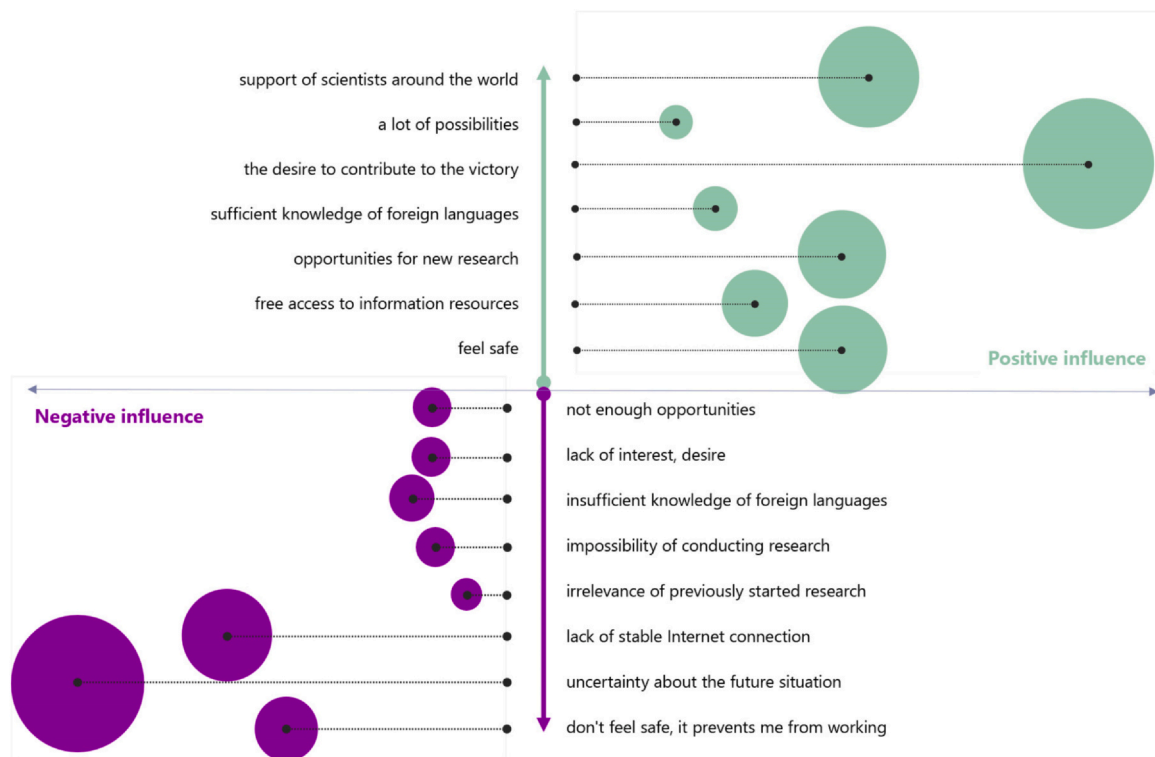 support of scientists around the world
a lot of possibilities
the desire to contribute to the victory
sufficient knowledge of foreign languages
opportunities for new research
free access to information resources
feel safe
Positive influence
Negative influence
not enough opportunities
lack of interest, desire
insufficient knowledge of foreign languages
impossibility of conducting research
irrelevance of previously started research
lack of stable Internet connection
uncertainty about the future situation
don't feel safe, it prevents me from working